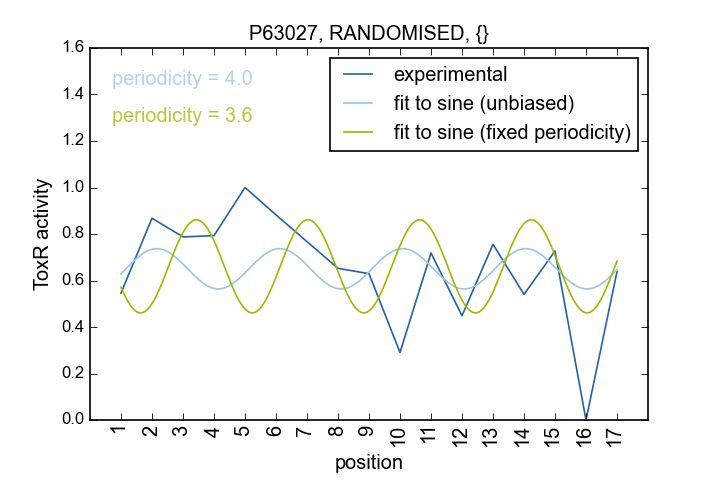 P63027, RANDOMISED, {}
periodicity = 4.0
periodicity = 3.6
experimental
fit to sine (unbiased)
fit to sine (fixed periodicity)
ToxR activity
1.6
1.4
1.2
1.0
0.8
0.6
0.4
0.2
0.0
1 2 3 4 5 6 7 8 9 10 11 12 13 14 15 16 17
position